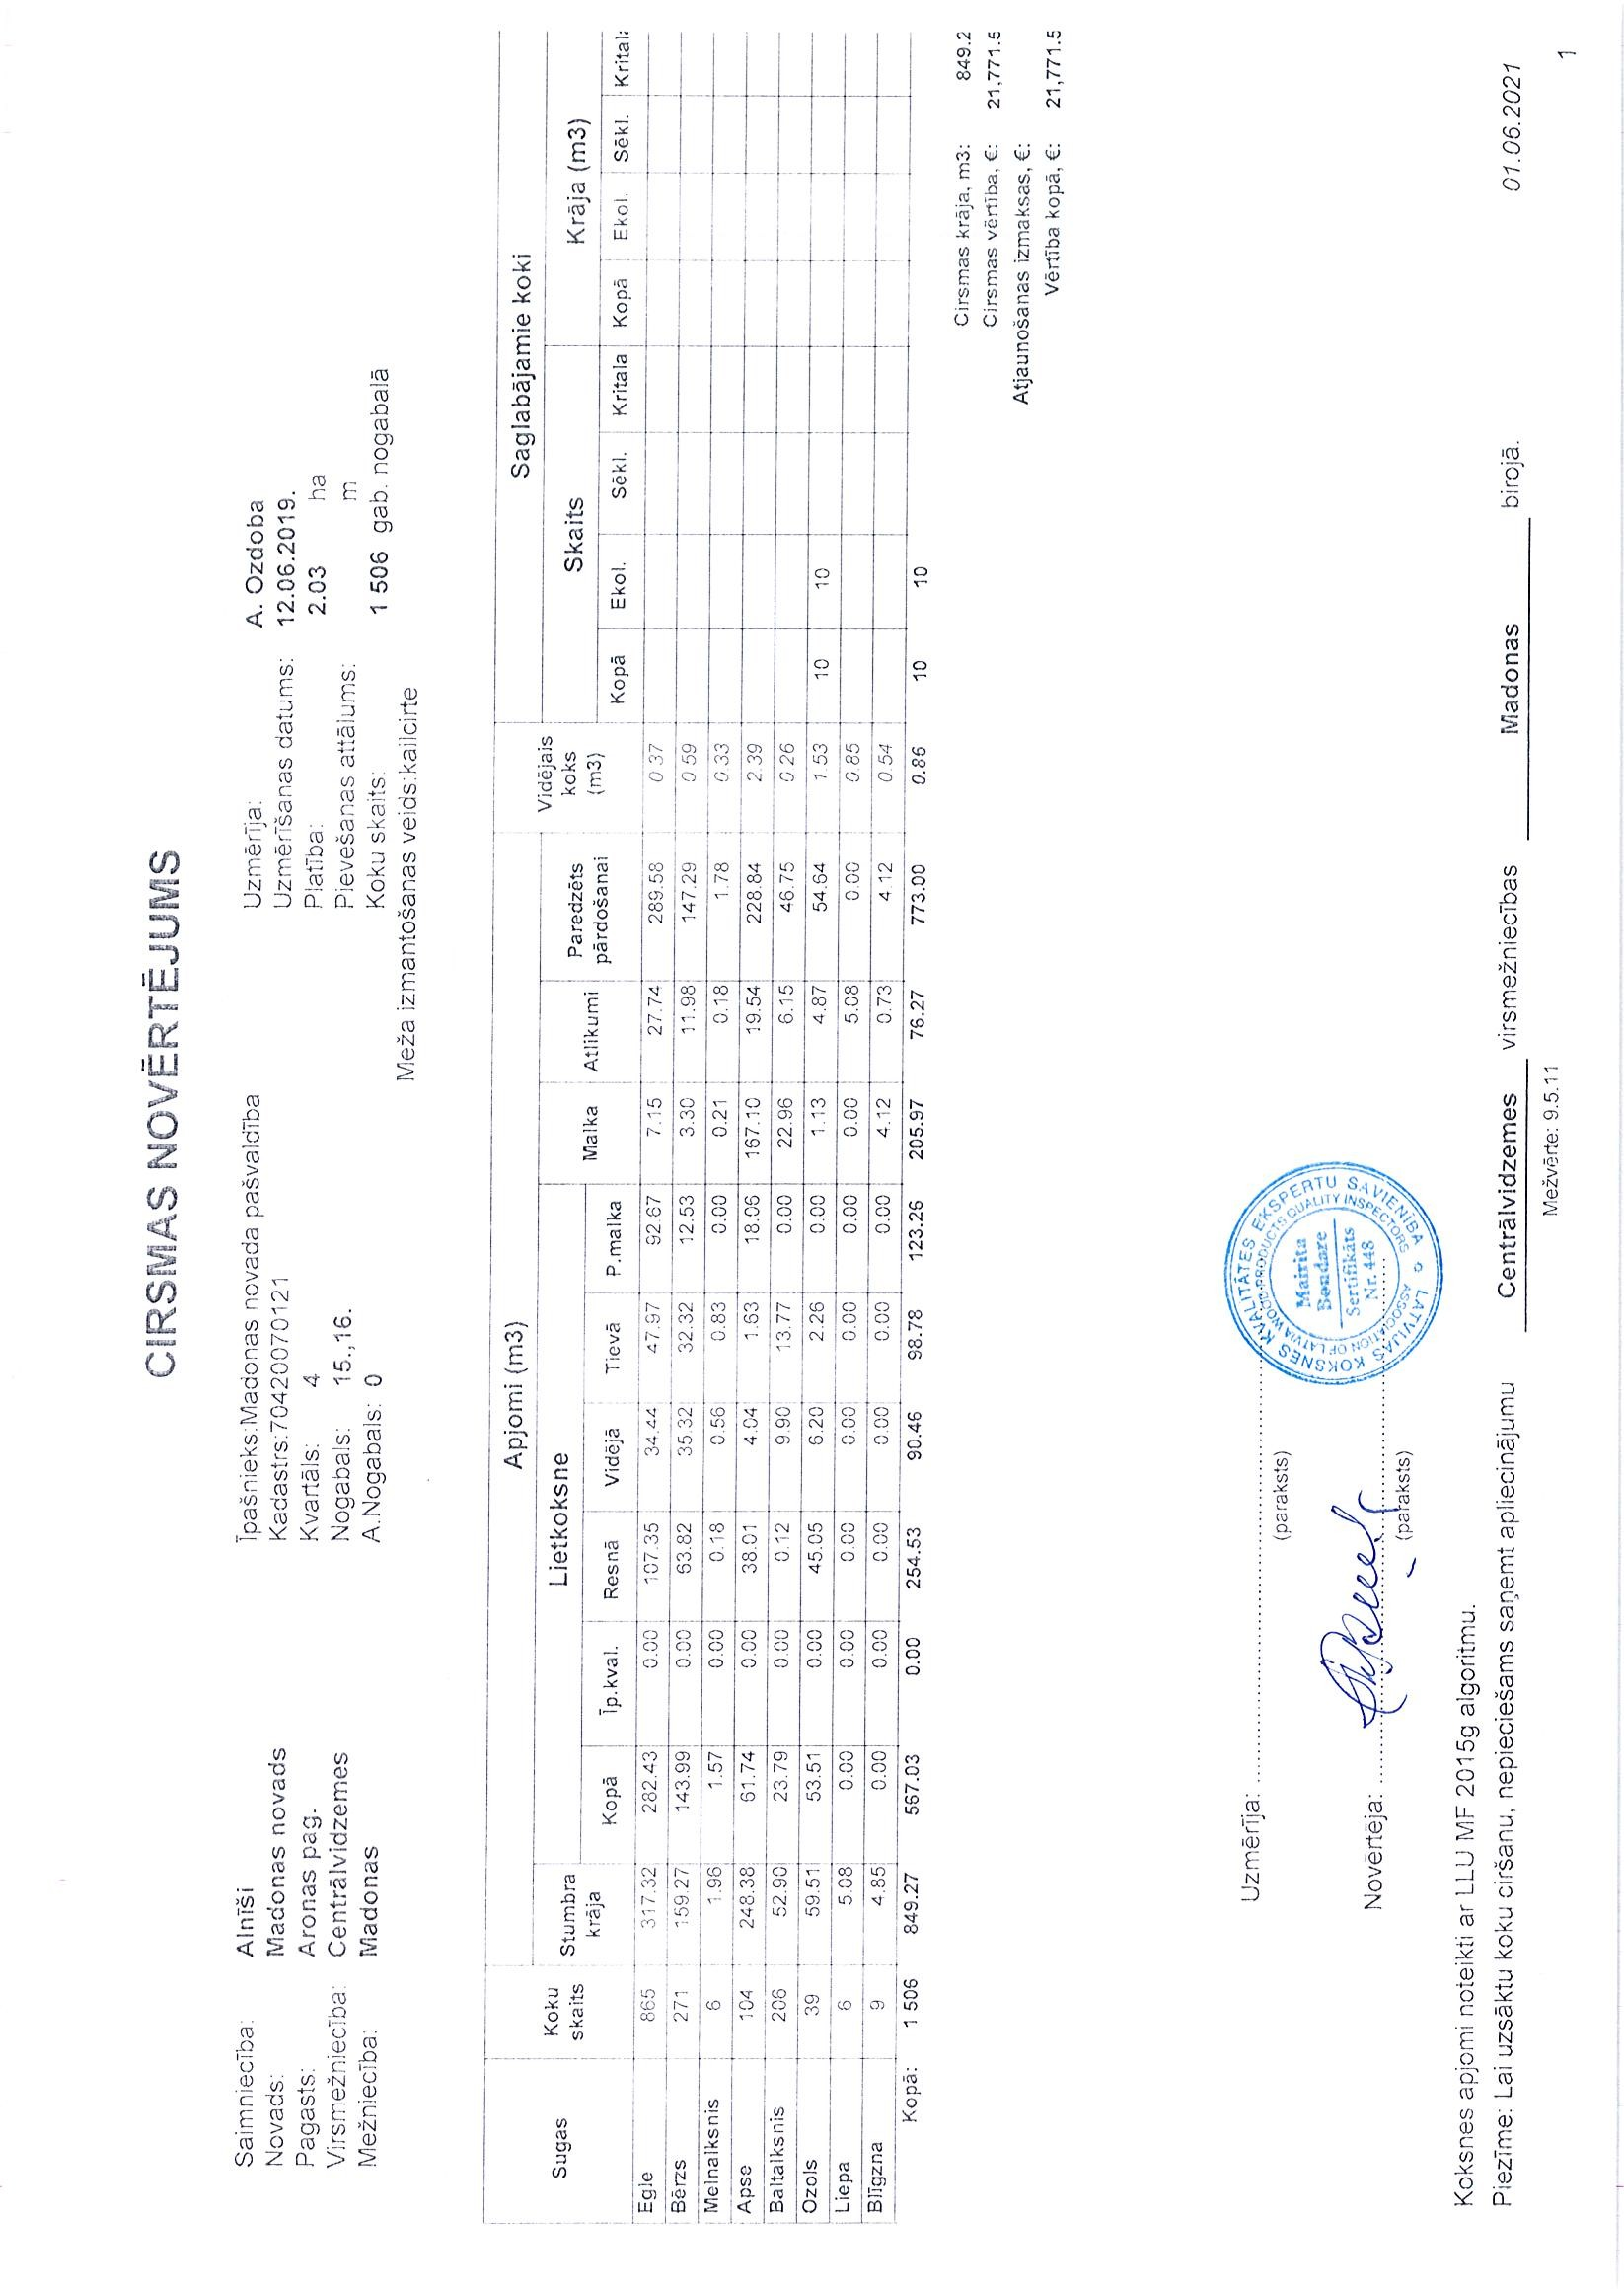 CIRSMAS NOVĒRTĒJUMS
Saimniecība: Alnīši Īpašnieks:Madonas novada pašvaldība Uzmērīja: A. Ozdoba
Novads: Madonas novads Kadastrs:70420070121 Uzmērīšanas datums: 12.06.2019.
Pagasts: Aronas pag. Kvartāls: 4 Platība: 2.03 ha
Virsmežniecība: Centrālvidzemes Nogabals: 15.,16. Pievešanas attālums: m
Mežniecība: Madonas A.Nogabals: 0 Koku skaits: 1 506 gab. nogabalā
Meža izmantošanas veids:kailcirte
Sugas Koku skaits Apjomi (m3) Vidējais koks (m3) Saglabājamie koki
Stumbra krāja Lietkoksne Malka Atlikumi Paredzēts pārdošanai Skaits Krāja (m3)
Kopā Īp.kval. Resnā Vidējā Tievā P.malka Kopā Ekol. Sēkl. Kritala Kopā Ekol. Sēkl. Krital
Egle 865 317.32 282.43 0.00 107.35 34.44 47.97 92.67 7.15 27.74 289.58 0.37
Bērzs 271 159.27 143.99 0.00 63.82 35.32 32.32 12.53 3.30 11.98 147.29 0.59
Melnalksnis 6 1.96 1.57 0.00 0.18 0.56 0.83 0.00 0.21 0.18 1.78 0.33
Apse 104 248.38 61.74 0.00 38.01 4.04 1.63 18.06 167.10 19.54 228.84 2.39
Baltalksnis 206 52.90 23.79 0.00 0.12 9.90 13.77 0.00 22.96 6.15 46.75 0.26
Ozols 39 59.51 53.51 0.00 45.05 6.20 2.26 0.00 1.13 4.87 54.64 1.53 10 10
Liepa 6 5.08 0.00 0.00 0.00 0.00 0.00 0.00 0.00 5.08 0.00 0.85
Blīgzna 9 4.85 0.00 0.00 0.00 0.00 0.00 0.00 4.12 0.73 4.12 0.54
Kopā: 1 506 849.27 567.03 0.00 254.53 90.46 98.78 123.26 205.97 76.27 773.00 0.86 10 10
Cirsmas krāja, m3: 849.2
Cirsmas vērtība, €: 21,771.5
Atjaunošanas izmaksas, €:
Vērtība kopā, €: 21,771.5
Uzmērīja:
(paraksts)
Novērtēja:
(paraksts)
LATVIJAS KOKSNES KVALITĀTES EKSPERTU SAVIENĪBA
ASSOCIATION OF LATVIA WOOD PRODUCTS QUALITY INSPECTORS
Mairita
Bondare
Sertifikāts
Nr.448
Koksnes apjomi noteikti ar LLU MF 2015g algoritmu.
Piezīme: Lai uzsāktu koku ciršanu, nepieciešams saņemt apliecinājumu Centrālvidzemes virsmežniecības Madonas birojā. 01.06.2021
Mežvērte: 9.5.11
1